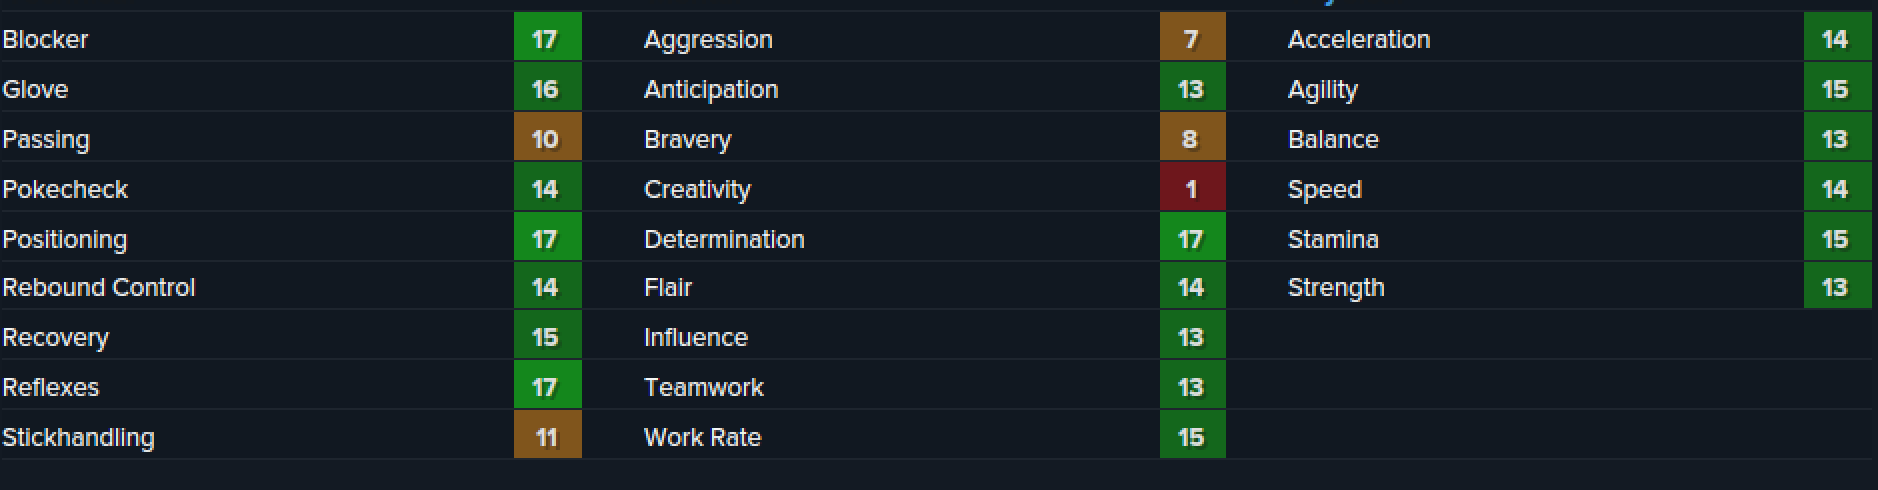 Blocker 17 Aggression 7 Acceleration 14
Glove 16 Anticipation 13 Agility 15
Passing 10 Bravery 8 Balance 13
Pokecheck 14 Creativity 1 Speed 14
Positioning 17 Determination 17 Stamina 15
Rebound Control 14 Flair 14 Strength 13
Recovery 15 Influence 13
Reflexes 17 Teamwork 13
Stickhandling 11 Work Rate 15